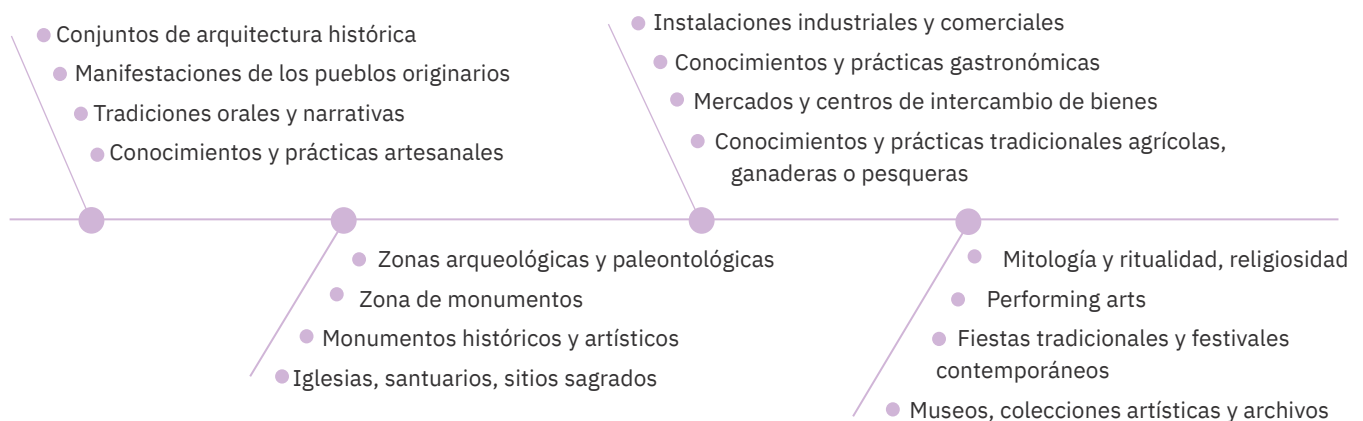 Conjuntos de arquitectura histórica
Manifestaciones de los pueblos originarios
Tradiciones orales y narrativas
Conocimientos y prácticas artesanales
Instalaciones industriales y comerciales
Conocimientos y prácticas gastronómicas
Mercados y centros de intercambio de bienes
Conocimientos y prácticas tradicionales agrícolas,
ganaderas o pesqueras
Zonas arqueológicas y paleontológicas
Zona de monumentos
Monumentos históricos y artísticos
Iglesias, santuarios, sitios sagrados
Mitología y ritualidad, religiosidad
Performing arts
Fiestas tradicionales y festivales
contemporáneos
Museos, colecciones artísticas y archivos